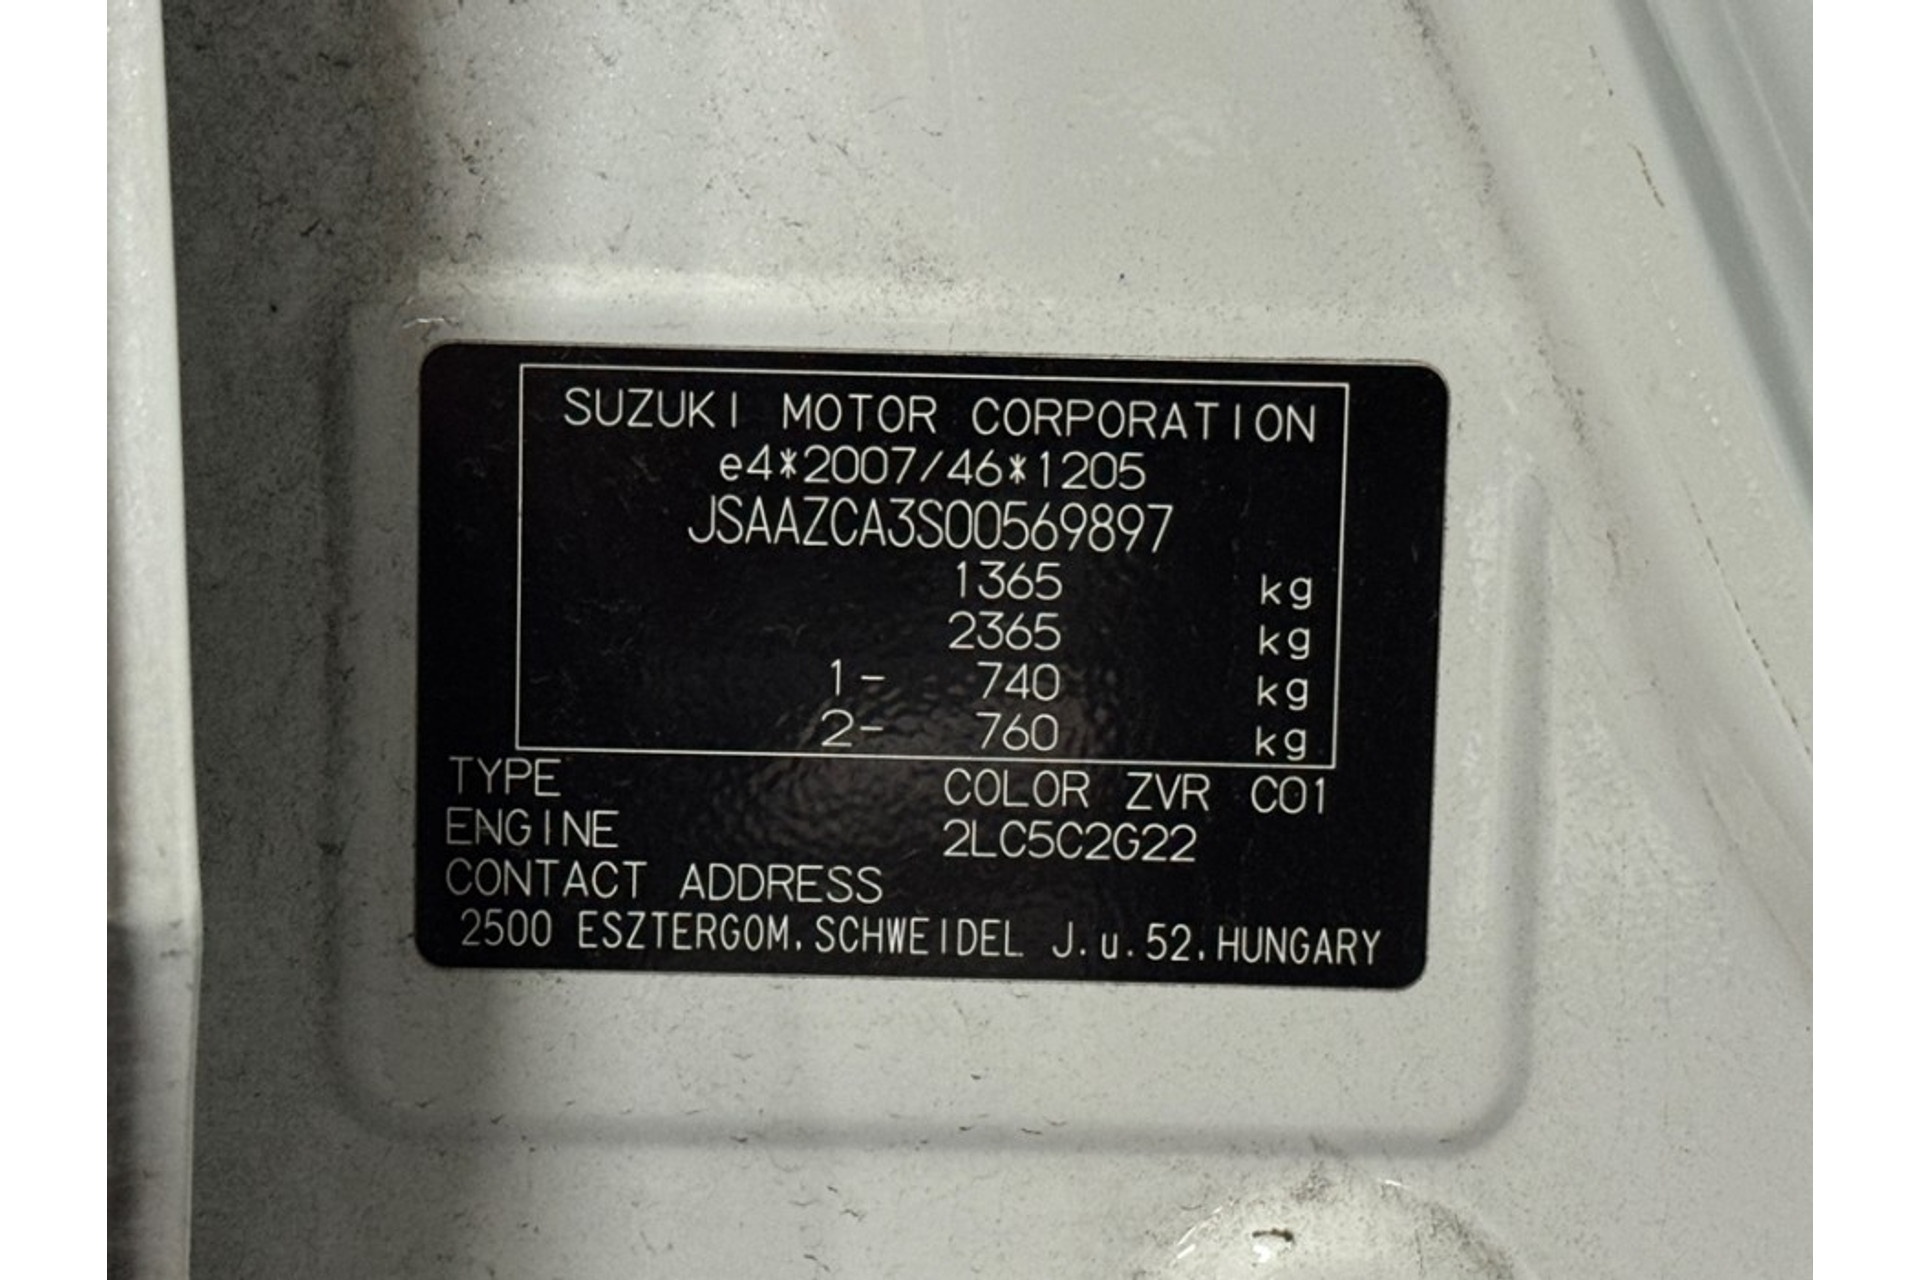 SUZUKI MOTOR CORPORATION
e4*2007/46*1205
JSAAZCA3S00569897
1365 kg
2365 kg
1- 740 kg
2- 760 kg
TYPE COLOR ZVR C01
ENGINE 2LC5C2G22
CONTACT ADDRESS
2500 ESZTERGOM, SCHWEIDEL J.u.52, HUNGARY